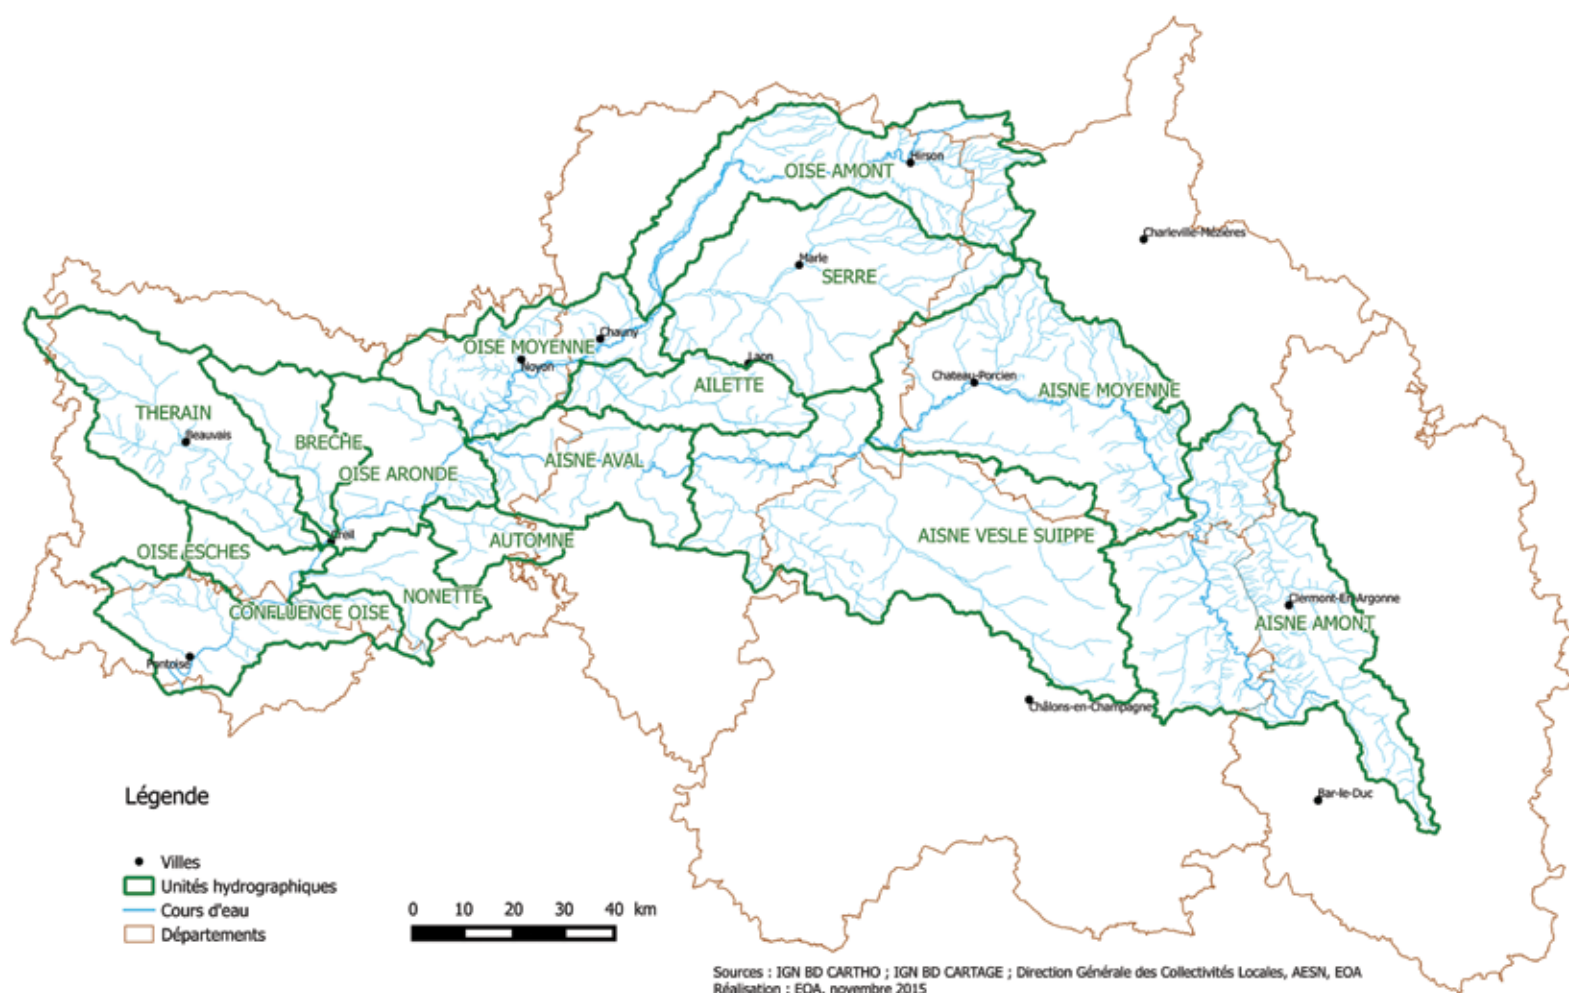 Hirson
OISE AMONT
Charleville-Mézières
Marle
SERRE
Chauny
OISE MOYENNE
Noyon
Laon
AILETTE
Chateau-Porcien
AISNE MOYENNE
THERAIN
Beauvais
BRECHE
OISE ARONDE
AISNE AVAL
Creil
AUTOMNE
AISNE VESLE SUIPPE
OISE ESCHES
NONETTE
CONFLUENCE OISE
Clermont-En-Argonne
AISNE AMONT
Pontoise
Châlons-en-Champagne
Bar-le-Duc
Légende
Villes
Unités hydrographiques
Cours d'eau
Départements
0 10 20 30 40 km
Sources : IGN BD CARTHO ; IGN BD CARTAGE ; Direction Générale des Collectivités Locales, AESN, EOA
Réalisation : EOA, novembre 2015